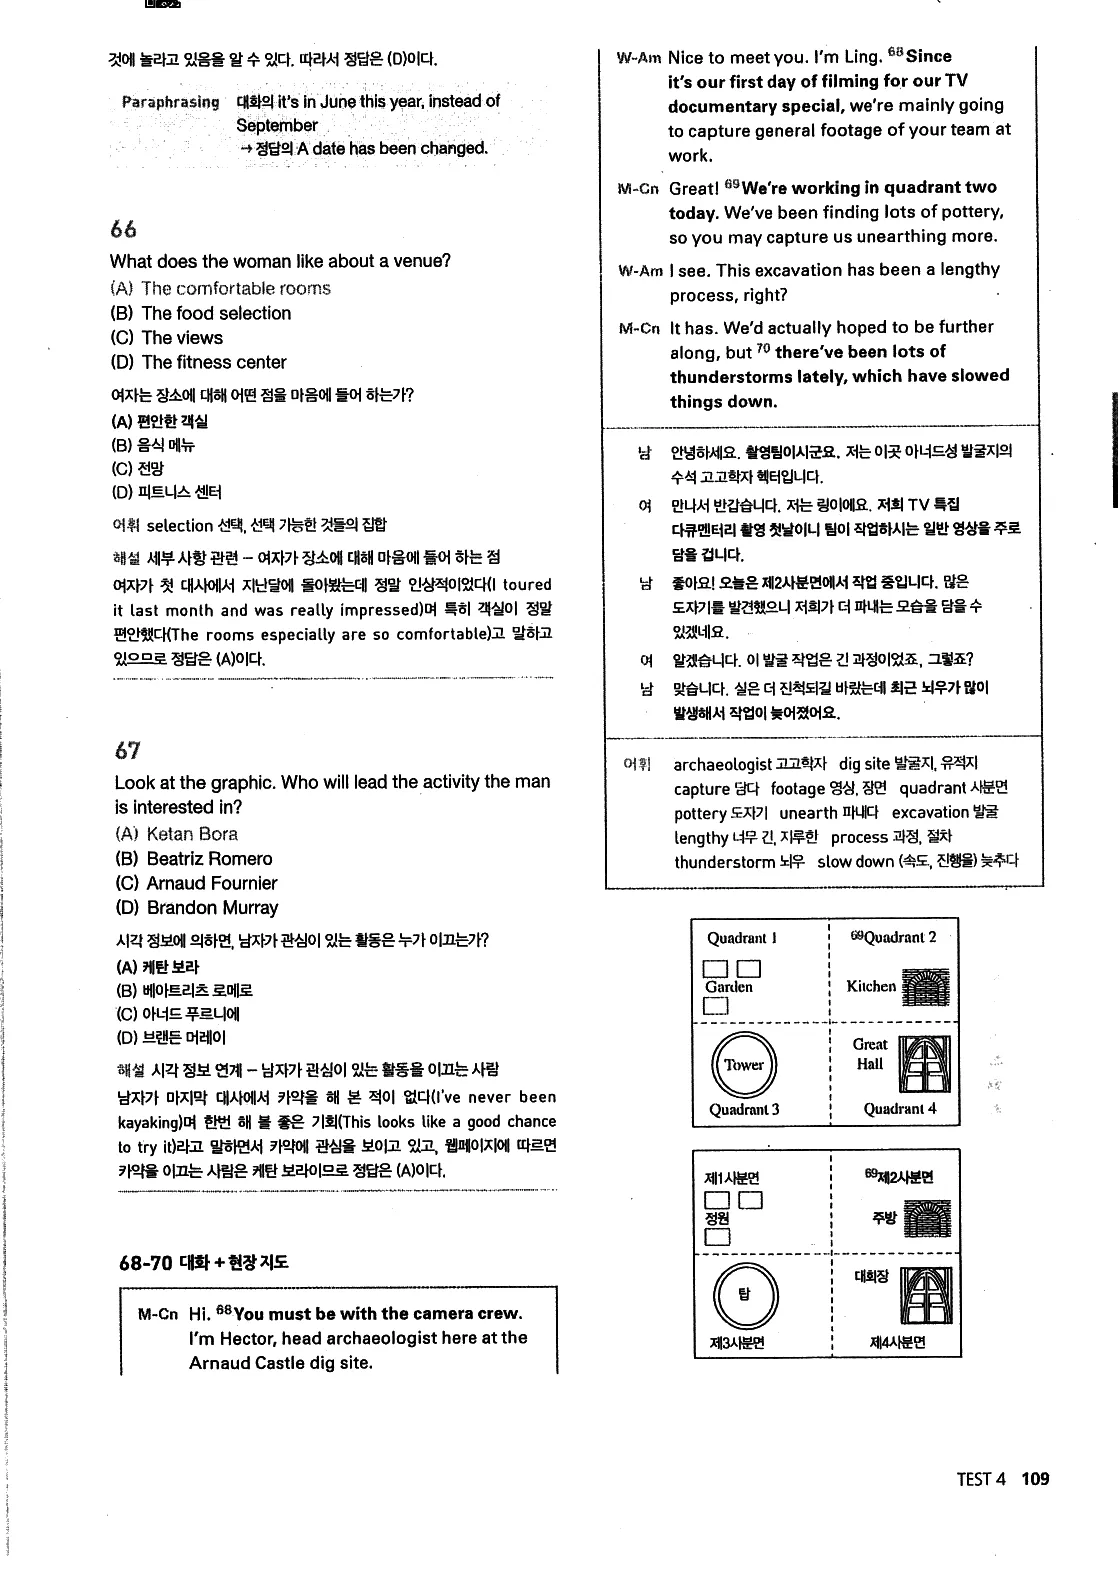 것에 놀라고 있음을 알 수 있다. 따라서 정답은 (D)이다.
Paraphrasing 대화의 it's in June this year, instead of
September
→ 정답의 A date has been changed.
66
What does the woman like about a venue?
(A) The comfortable rooms
(B) The food selection
(C) The views
(D) The fitness center
여자는 장소에 대해 어떤 점을 마음에 들어 하는가?
(A) 편안한 객실
(B) 음식 메뉴
(C) 전망
(D) 피트니스 센터
어휘 selection 선택, 선택 가능한 것들의 집합
해설 세부 사항 관련 – 여자가 장소에 대해 마음에 들어 하는 점
여자가 첫 대사에서 지난달에 돌아봤는데 정말 인상적이었다(I toured
it last month and was really impressed)며 특히 객실이 정말
편안했다(The rooms especially are so comfortable)고 말하고
있으므로 정답은 (A)이다.
67
Look at the graphic. Who will lead the activity the man
is interested in?
(A) Ketan Bora
(B) Beatriz Romero
(C) Arnaud Fournier
(D) Brandon Murray
시각 정보에 의하면, 남자가 관심이 있는 활동은 누가 이끄는가?
(A) 케탄 보라
(B) 베아트리츠 로메로
(C) 아너드 푸르니에
(D) 브랜든 머레이
해설 시각 정보 연계 – 남자가 관심이 있는 활동을 이끄는 사람
남자가 마지막 대사에서 카약을 해 본 적이 없다(I've never been
kayaking)며 한번 해 볼 좋은 기회(This looks like a good chance
to try it)라고 말하면서 카약에 관심을 보이고 있고, 웹페이지에 따르면
카약을 이끄는 사람은 케탄 보라이므로 정답은 (A)이다.
68-70 대화 + 현장 지도
M-Cn Hi. 68You must be with the camera crew.
I'm Hector, head archaeologist here at the
Arnaud Castle dig site.
W-Am Nice to meet you. I'm Ling. 68Since
it's our first day of filming for our TV
documentary special, we're mainly going
to capture general footage of your team at
work.
M-Cn Great! 69We're working in quadrant two
today. We've been finding lots of pottery,
so you may capture us unearthing more.
W-Am I see. This excavation has been a lengthy
process, right?
M-Cn It has. We'd actually hoped to be further
along, but 70 there've been lots of
thunderstorms lately, which have slowed
things down.
남 안녕하세요. 촬영팀이시군요. 저는 이곳 아너드성 발굴지의
수석 고고학자 헥터입니다.
여 만나서 반갑습니다. 저는 링이에요. 저희 TV 특집
다큐멘터리 촬영 첫날이니 팀이 작업하시는 일반 영상을 주로
담을 겁니다.
남 좋아요! 오늘은 제2사분면에서 작업 중입니다. 많은
도자기를 발견했으니 저희가 더 파내는 모습을 담을 수
있겠네요.
여 알겠습니다. 이 발굴 작업은 긴 과정이었죠, 그렇죠?
남 맞습니다. 실은 더 진척되길 바랐는데 최근 뇌우가 많이
발생해서 작업이 늦어졌어요.
어휘 archaeologist 고고학자 dig site 발굴지, 유적지
capture 담다 footage 영상, 장면 quadrant 사분면
pottery 도자기 unearth 파내다 excavation 발굴
lengthy 너무 긴, 지루한 process 과정, 절차
thunderstorm 뇌우 slow down (속도, 진행을) 늦추다
Quadrant 1 69Quadrant 2
Garden Kitchen
Tower Great
Hall
Quadrant 3 Quadrant 4
제1사분면 69제2사분면
정원 주방
탑 대회장
제3사분면 제4사분면
TEST 4 109